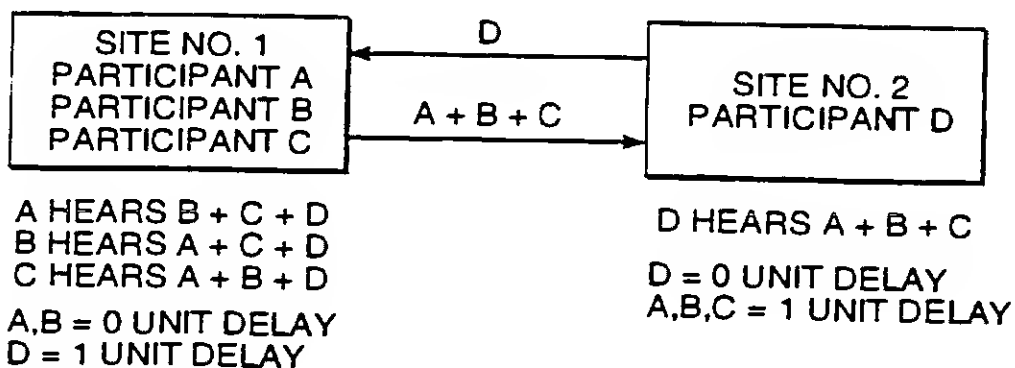 SITE NO. 1
PARTICIPANT A
PARTICIPANT B
PARTICIPANT C
D
A + B + C
SITE NO. 2
PARTICIPANT D
A HEARS B + C + D
B HEARS A + C + D
C HEARS A + B + D
A,B = 0 UNIT DELAY
D = 1 UNIT DELAY
D HEARS A + B + C
D = 0 UNIT DELAY
A,B,C = 1 UNIT DELAY